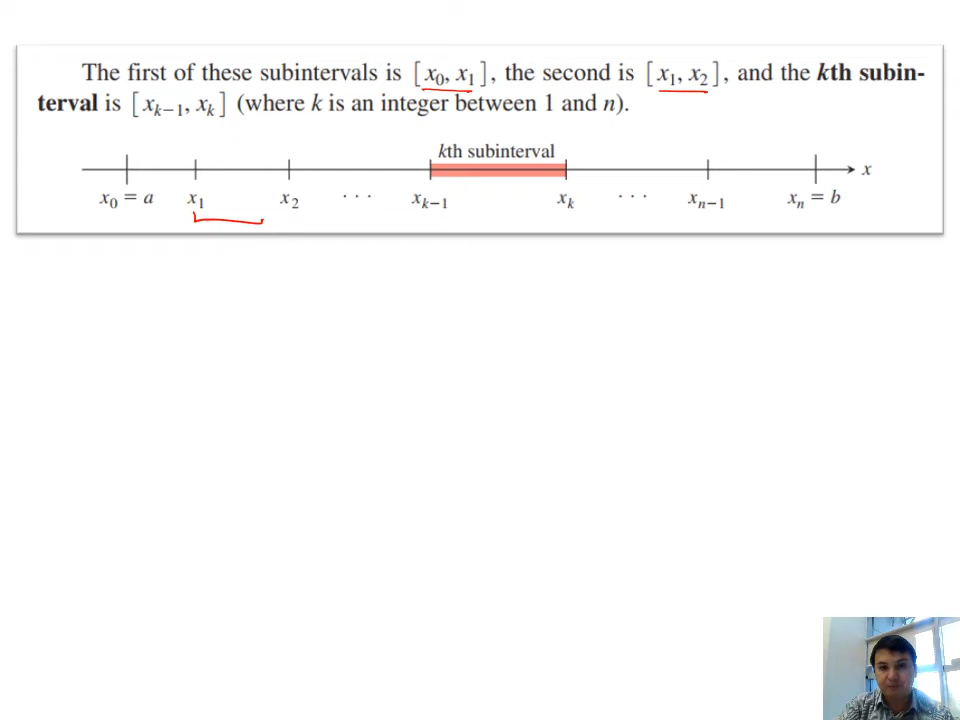 The first of these subintervals is [x₀, x₁], the second is [x₁, x₂], and the kth subin-
terval is [xₖ₋₁, xₖ] (where k is an integer between 1 and n).
kth subinterval
x
x₀ = a x₁ x₂ · · · xₖ₋₁ xₖ · · · xₙ₋₁ xₙ = b